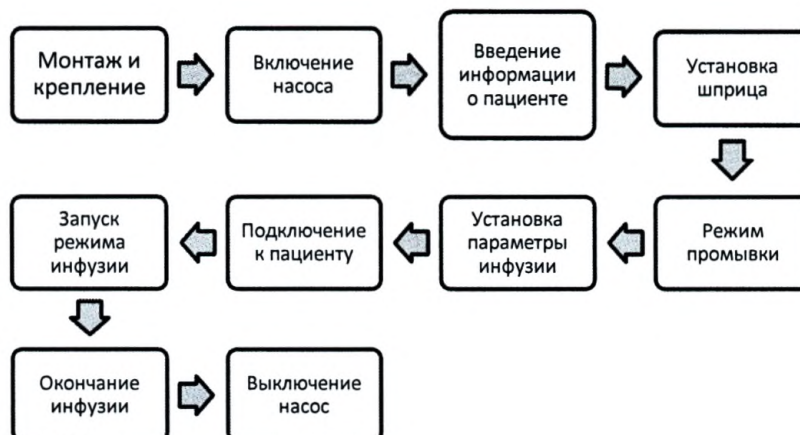 Монтаж и
крепление
Включение
насоса
Введение
информации
о пациенте
Установка
шприца
Режим
промывки
Установка
параметры
инфузии
Подключение
к пациенту
Запуск
режима
инфузии
Окончание
инфузии
Выключение
насос